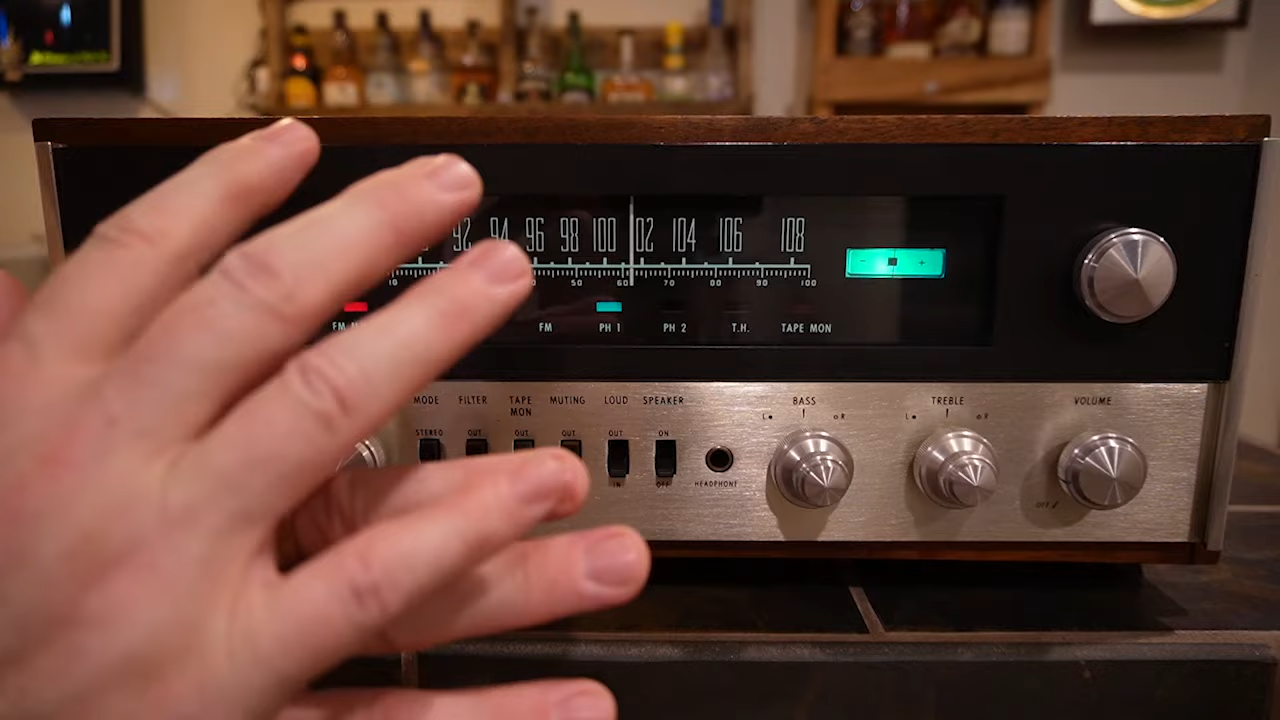 92 94 96 98 100 102 104 106 108
10 50 60 70 80 90 100
FM PH 1 PH 2 T.H. TAPE MON
MODE FILTER TAPE MON MUTING LOUD SPEAKER BASS TREBLE VOLUME
L R L R
STEREO OUT OUT OUT OUT ON
IN OFF HEADPHONE
OFF